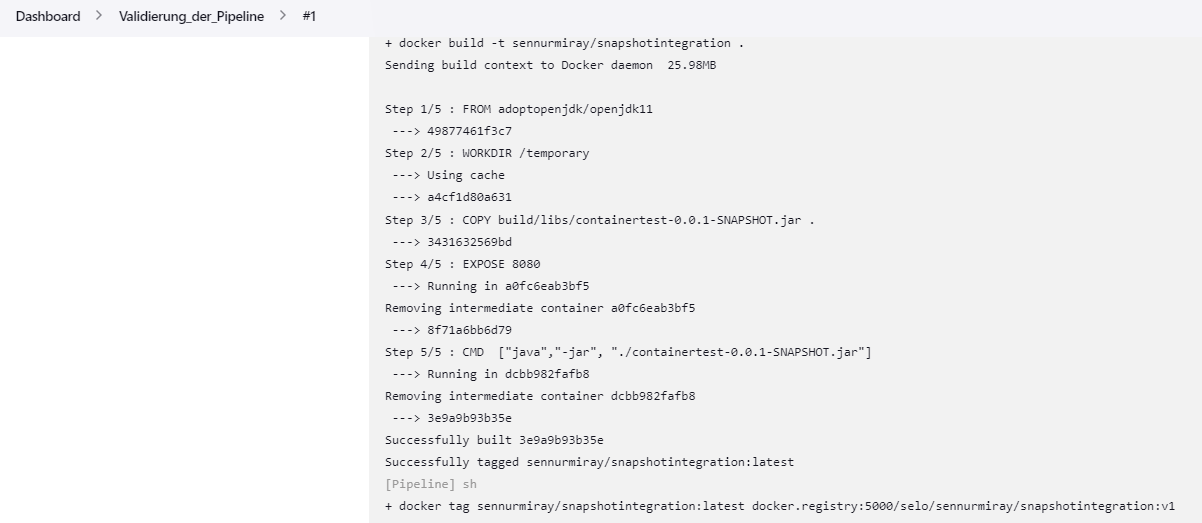 Dashboard > Validierung_der_Pipeline > #1
+ docker build -t sennurmiray/snapshotintegration .
Sending build context to Docker daemon  25.98MB
Step 1/5 : FROM adoptopenjdk/openjdk11
---> 49877461f3c7
Step 2/5 : WORKDIR /temporary
---> Using cache
---> a4cf1d80a631
Step 3/5 : COPY build/libs/containertest-0.0.1-SNAPSHOT.jar .
---> 3431632569bd
Step 4/5 : EXPOSE 8080
---> Running in a0fc6eab3bf5
Removing intermediate container a0fc6eab3bf5
---> 8f71a6bb6d79
Step 5/5 : CMD  ["java","-jar", "./containertest-0.0.1-SNAPSHOT.jar"]
---> Running in dcbb982fafb8
Removing intermediate container dcbb982fafb8
---> 3e9a9b93b35e
Successfully built 3e9a9b93b35e
Successfully tagged sennurmiray/snapshotintegration:latest
[Pipeline] sh
+ docker tag sennurmiray/snapshotintegration:latest docker.registry:5000/selo/sennurmiray/snapshotintegration:v1